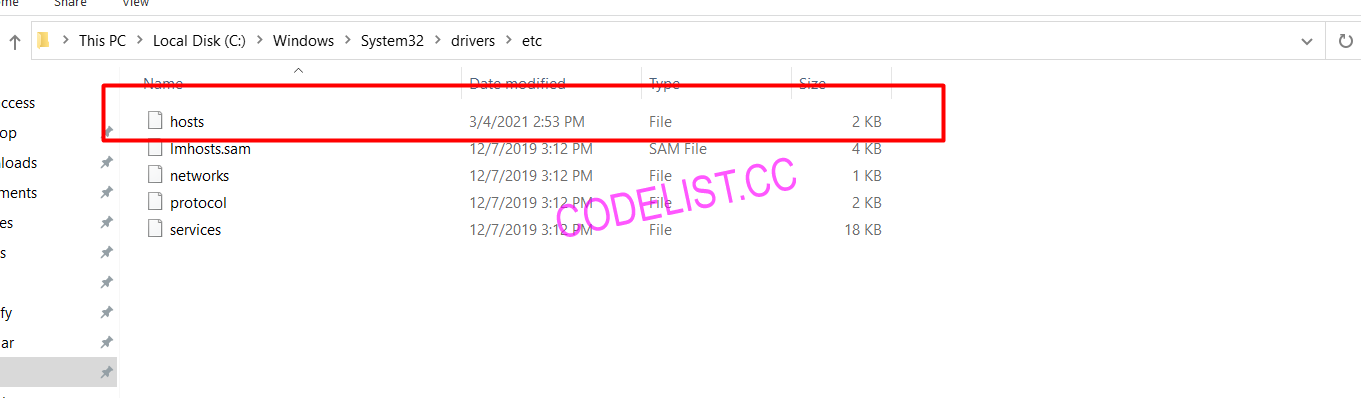 Share View
This PC Local Disk (C:) Windows System32 drivers etc
Name Date modified Type Size
hosts 3/4/2021 2:53 PM File 2 KB
lmhosts.sam 12/7/2019 3:12 PM SAM File 4 KB
networks 12/7/2019 3:12 PM File 1 KB
protocol 12/7/2019 3:12 PM File 2 KB
services 12/7/2019 3:12 PM File 18 KB
ccess
op
nloads
ments
es
s
fy
ar
CODELIST.CC